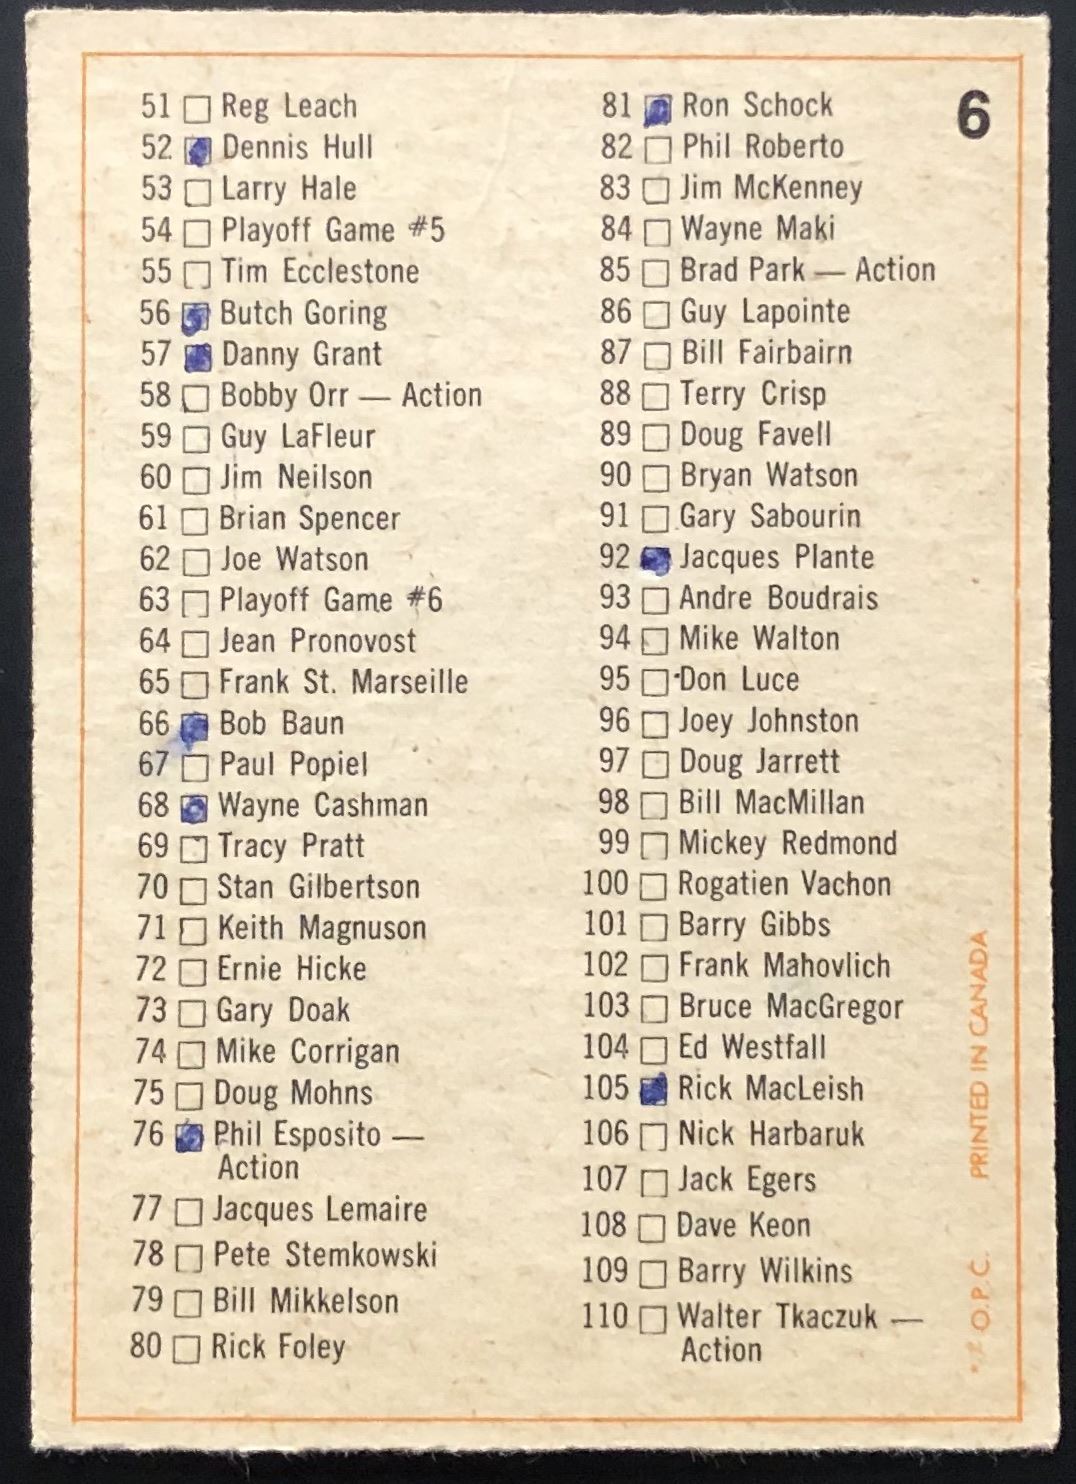 6
51 Reg Leach
52 Dennis Hull
53 Larry Hale
54 Playoff Game #5
55 Tim Ecclestone
56 Butch Goring
57 Danny Grant
58 Bobby Orr — Action
59 Guy LaFleur
60 Jim Neilson
61 Brian Spencer
62 Joe Watson
63 Playoff Game #6
64 Jean Pronovost
65 Frank St. Marseille
66 Bob Baun
67 Paul Popiel
68 Wayne Cashman
69 Tracy Pratt
70 Stan Gilbertson
71 Keith Magnuson
72 Ernie Hicke
73 Gary Doak
74 Mike Corrigan
75 Doug Mohns
76 Phil Esposito —
Action
77 Jacques Lemaire
78 Pete Stemkowski
79 Bill Mikkelson
80 Rick Foley
81 Ron Schock
82 Phil Roberto
83 Jim McKenney
84 Wayne Maki
85 Brad Park — Action
86 Guy Lapointe
87 Bill Fairbairn
88 Terry Crisp
89 Doug Favell
90 Bryan Watson
91 Gary Sabourin
92 Jacques Plante
93 Andre Boudrais
94 Mike Walton
95 Don Luce
96 Joey Johnston
97 Doug Jarrett
98 Bill MacMillan
99 Mickey Redmond
100 Rogatien Vachon
101 Barry Gibbs
102 Frank Mahovlich
103 Bruce MacGregor
104 Ed Westfall
105 Rick MacLeish
106 Nick Harbaruk
107 Jack Egers
108 Dave Keon
109 Barry Wilkins
110 Walter Tkaczuk —
Action
O.P.C. PRINTED IN CANADA